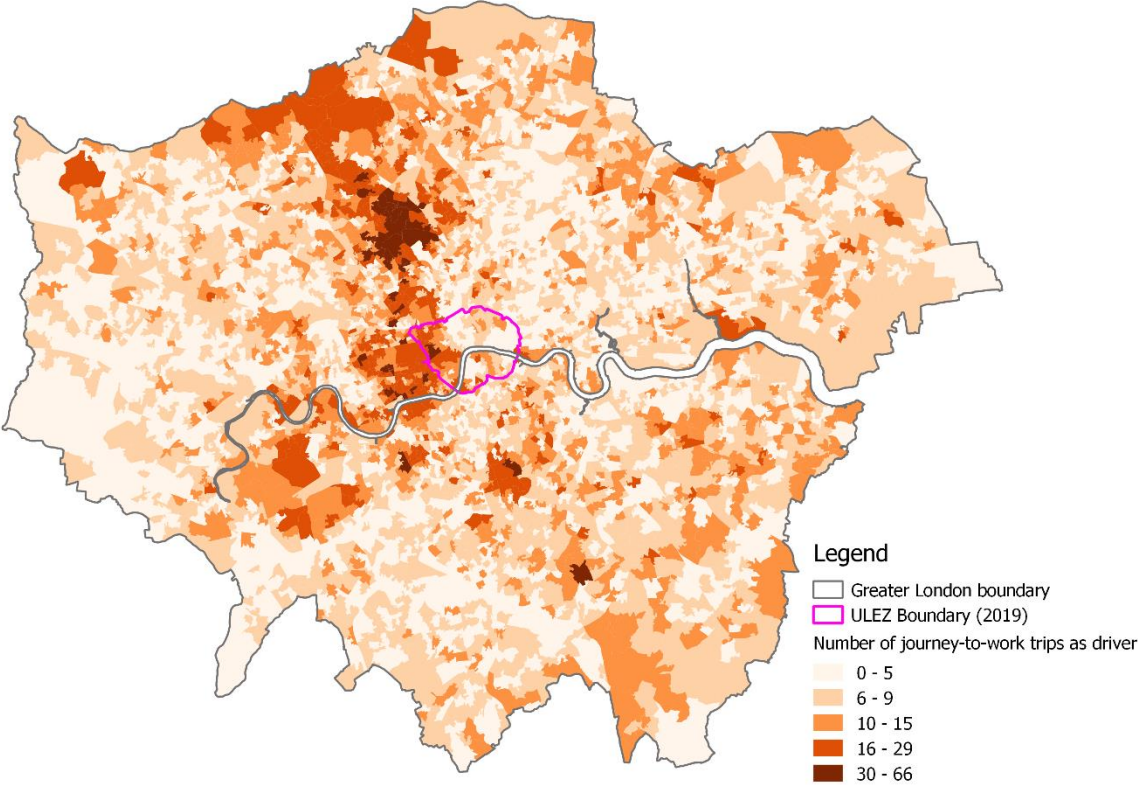 Legend
Greater London boundary
ULEZ Boundary (2019)
Number of journey-to-work trips as driver
0 - 5
6 - 9
10 - 15
16 - 29
30 - 66